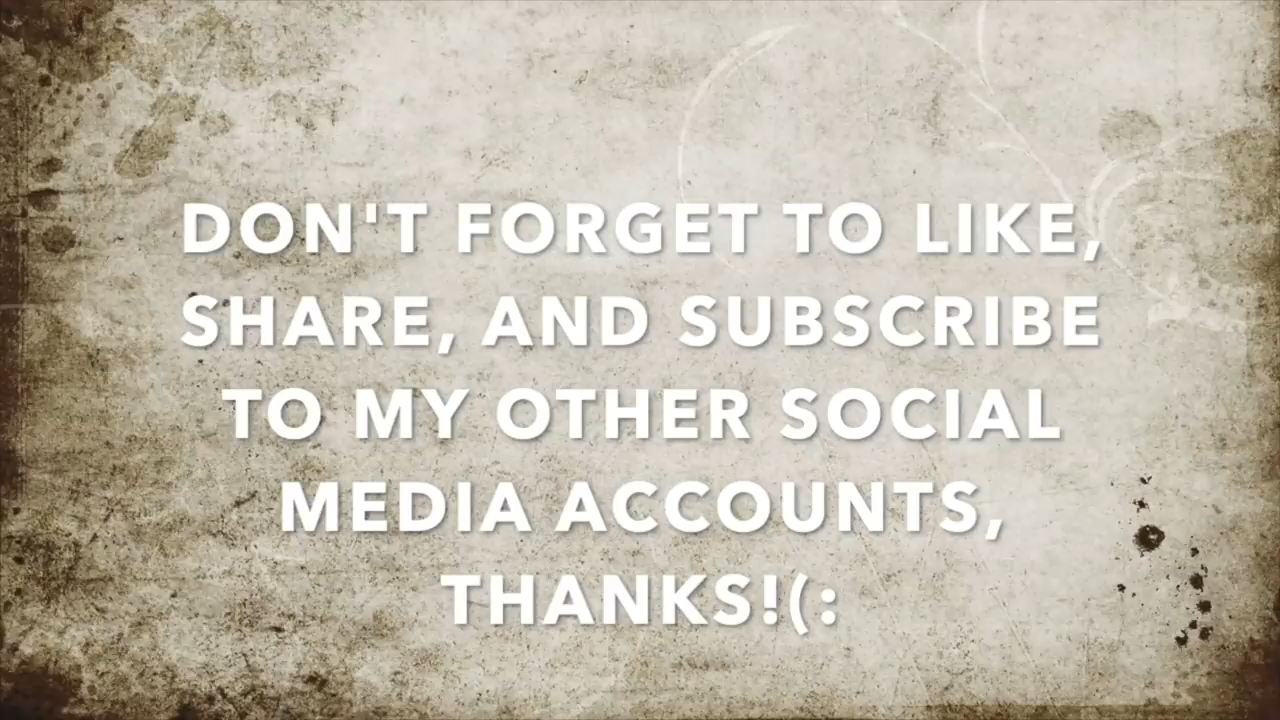 DON'T FORGET TO LIKE,
SHARE, AND SUBSCRIBE
TO MY OTHER SOCIAL
MEDIA ACCOUNTS,
THANKS!(: